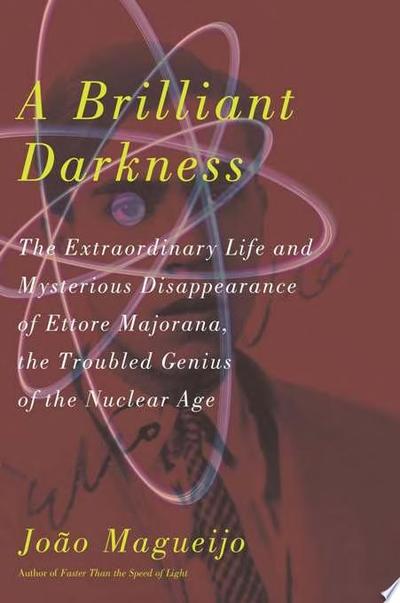 A Brilliant
Darkness
The Extraordinary Life and
Mysterious Disappearance
of Ettore Majorana,
the Troubled Genius
of the Nuclear Age
João Magueijo
Author of Faster Than the Speed of Light